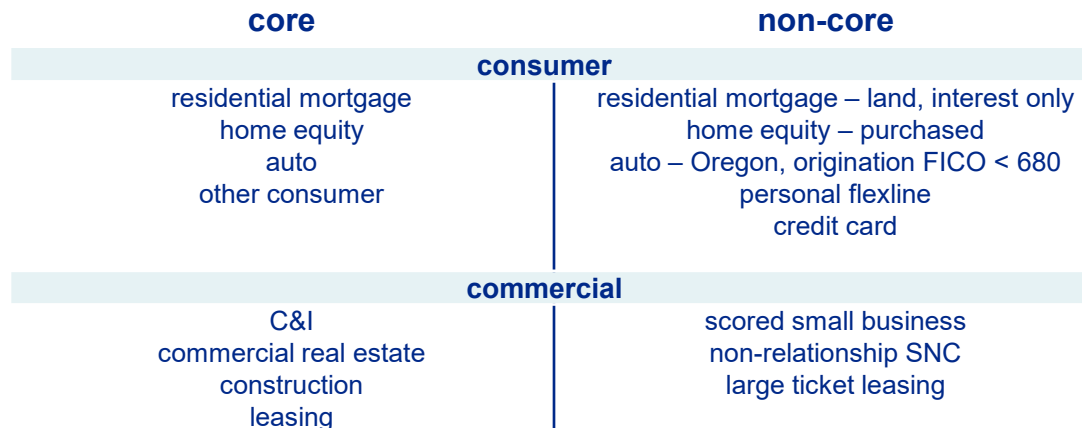 core
non-core
consumer
residential mortgage
home equity
auto
other consumer
residential mortgage – land, interest only
home equity – purchased
auto – Oregon, origination FICO < 680
personal flexline
credit card
commercial
C&I
commercial real estate
construction
leasing
scored small business
non-relationship SNC
large ticket leasing